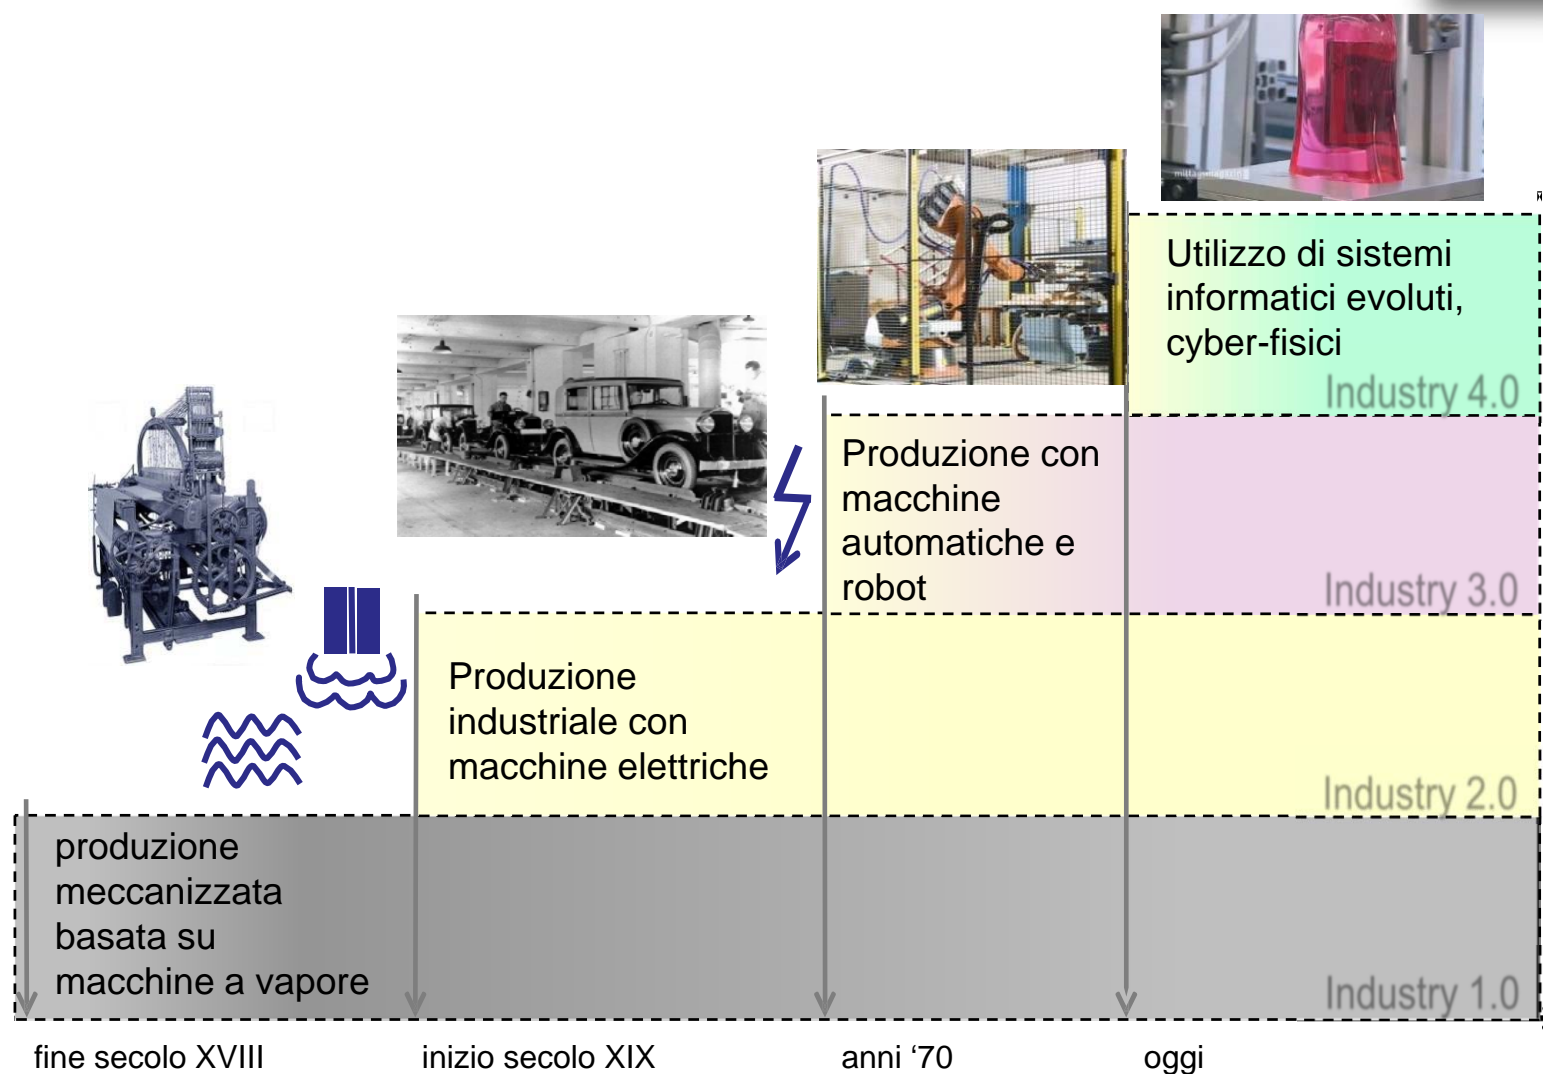 Utilizzo di sistemi
informatici evoluti,
cyber-fisici
Industry 4.0
Produzione con
macchine
automatiche e
robot
Industry 3.0
Produzione
industriale con
macchine elettriche
Industry 2.0
produzione
meccanizzata
basata su
macchine a vapore
Industry 1.0
fine secolo XVIII
inizio secolo XIX
anni ‘70
oggi